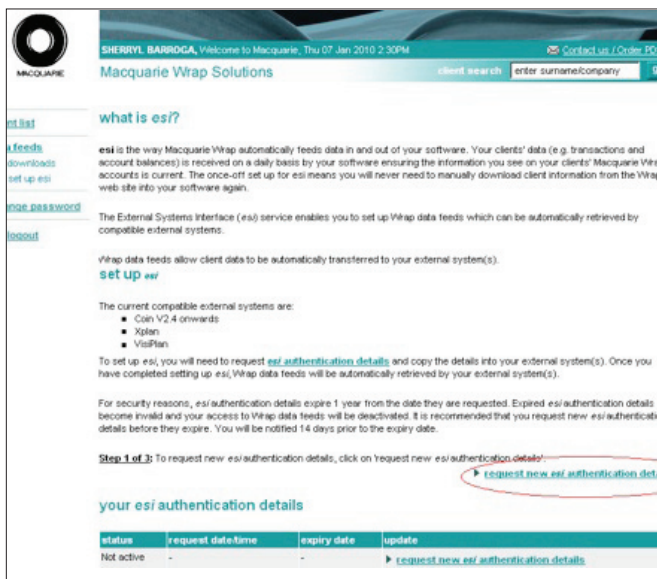 MACQUARIE
SHERRYL BARROGA, Welcome to Macquarie, Thu 07 Jan 2010 2:30PM
Contact us / Order PD
Macquarie Wrap Solutions
client search
enter surname/company
nt list
a feeds
downloads
set up esi
nge password
logout
what is esi?
esi is the way Macquarie Wrap automatically feeds data in and out of your software. Your clients' data (e.g. transactions and
account balances) is received on a daily basis by your software ensuring the information you see on your clients' Macquarie Wra
accounts is current. The once-off set up for esi means you will never need to manually download client information from the Wrap
web site into your software again.
The External Systems Interface (esi) service enables you to set up Wrap data feeds which can be automatically retrieved by
compatible external systems.
Wrap data feeds allow client data to be automatically transferred to your external system(s).
set up esi
The current compatible external systems are:
Coin V2.4 onwards
Xplan
VisiPlan
To set up esi, you will need to request esi authentication details and copy the details into your external system(s). Once you
have completed setting up esi, Wrap data feeds will be automatically retrieved by your external system(s).
For security reasons, esi authentication details expire 1 year from the date they are requested. Expired esi authentication details
become invalid and your access to Wrap data feeds will be deactivated. It is recommended that you request new esi authenticatio
details before they expire. You will be notified 14 days prior to the expiry date.
Step 1 of 3: To request new esi authentication details, click on 'request new esi authentication details'.
request new esi authentication deta
your esi authentication details
status request date/time expiry date update
Not active - - request new esi authentication details